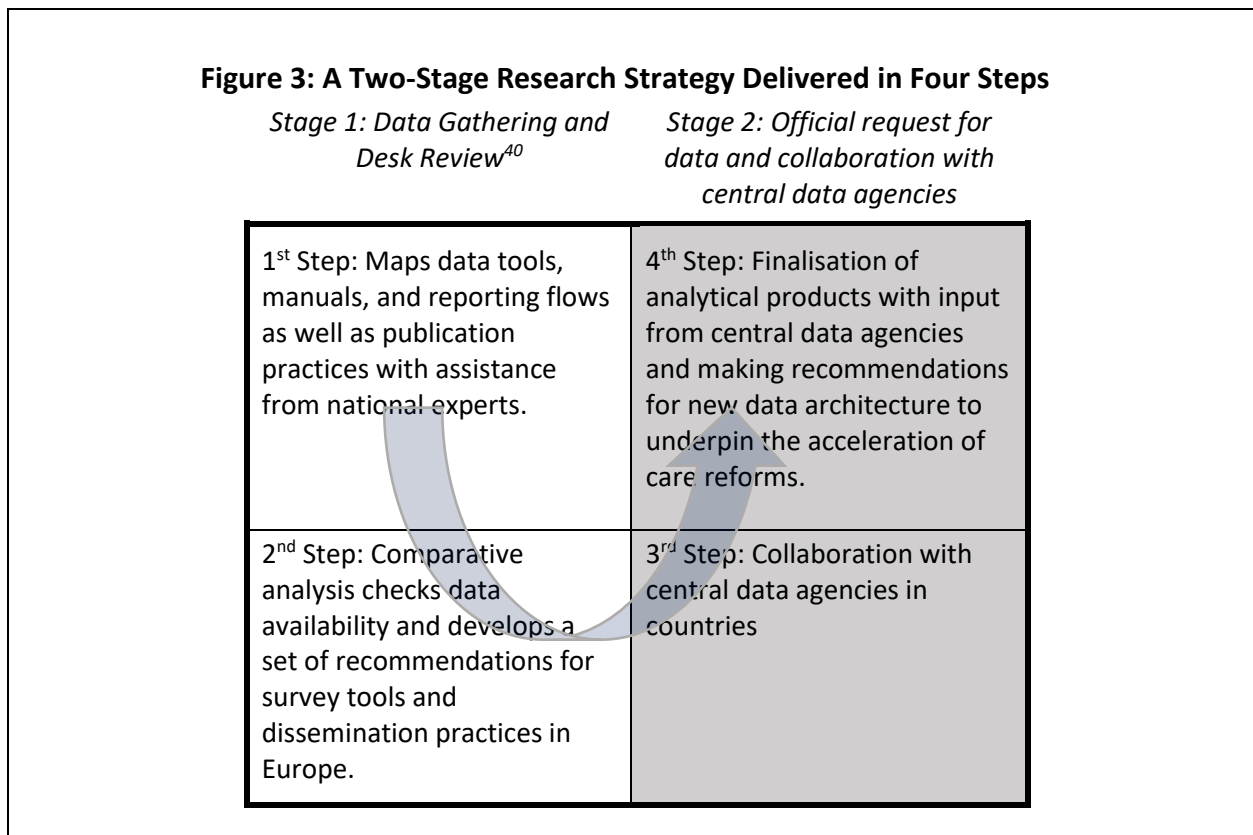 Figure 3: A Two-Stage Research Strategy Delivered in Four Steps
Stage 1: Data Gathering and
Desk Review40
Stage 2: Official request for
data and collaboration with
central data agencies
1st Step: Maps data tools,
manuals, and reporting flows
as well as publication
practices with assistance
from national experts.
4th Step: Finalisation of
analytical products with input
from central data agencies
and making recommendations
for new data architecture to
underpin the acceleration of
care reforms.
2nd Step: Comparative
analysis checks data
availability and develops a
set of recommendations for
survey tools and
dissemination practices in
Europe.
3rd Step: Collaboration with
central data agencies in
countries